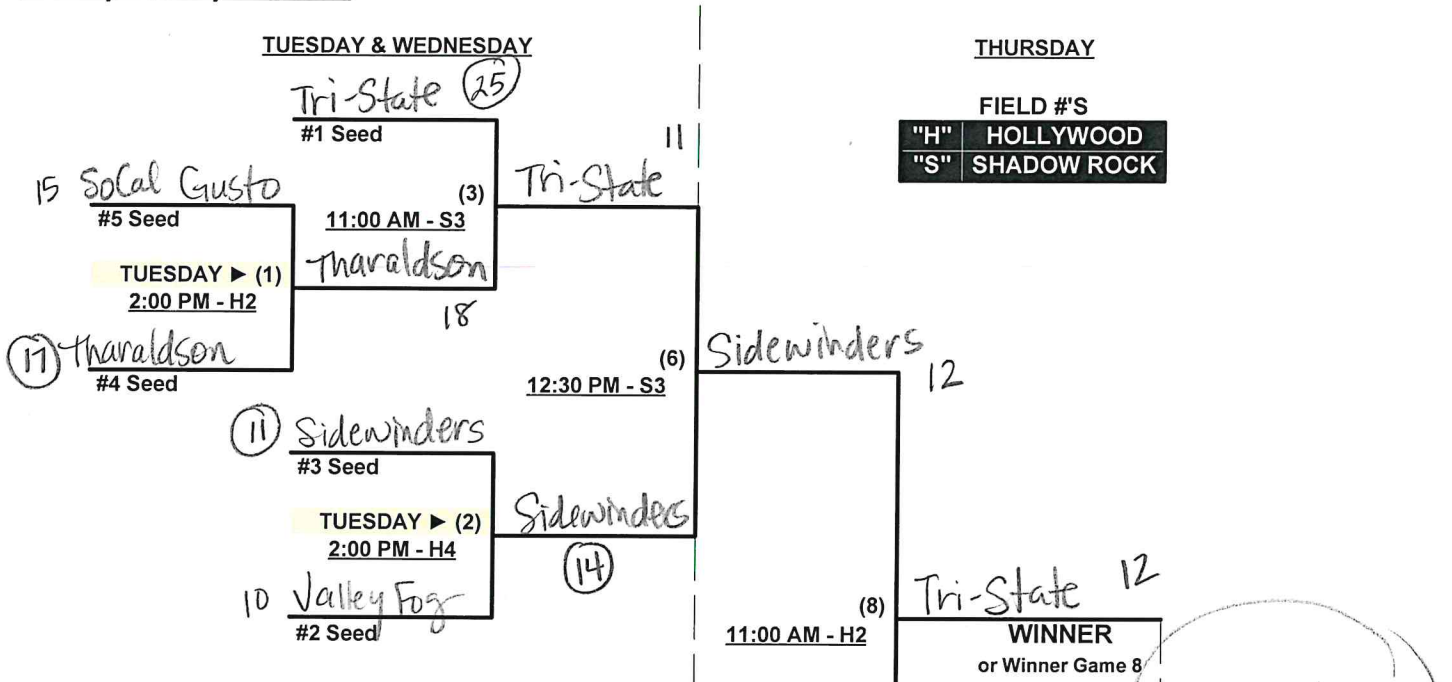 TUESDAY & WEDNESDAY
THURSDAY
Tri-State 25
#1 Seed
FIELD #'S
"H" HOLLYWOOD
"S" SHADOW ROCK
11
15 SoCal Gusto
#5 Seed
(3)
11:00 AM - S3
Tri-State
TUESDAY ► (1)
2:00 PM - H2
Tharaldson
18
17 Tharaldson
#4 Seed
(6)
12:30 PM - S3
Sidewinders
12
11 Sidewinders
#3 Seed
TUESDAY ► (2)
2:00 PM - H4
Sidewinders
14
10 Valley Fog
#2 Seed
(8)
11:00 AM - H2
Tri-State 12
WINNER
or Winner Game 8